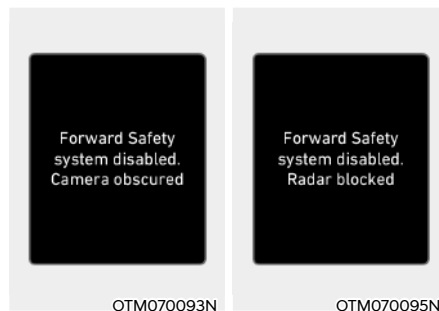 Forward Safety
system disabled.
Camera obscured
OTM070093N
Forward Safety
system disabled.
Radar blocked
OTM070095N